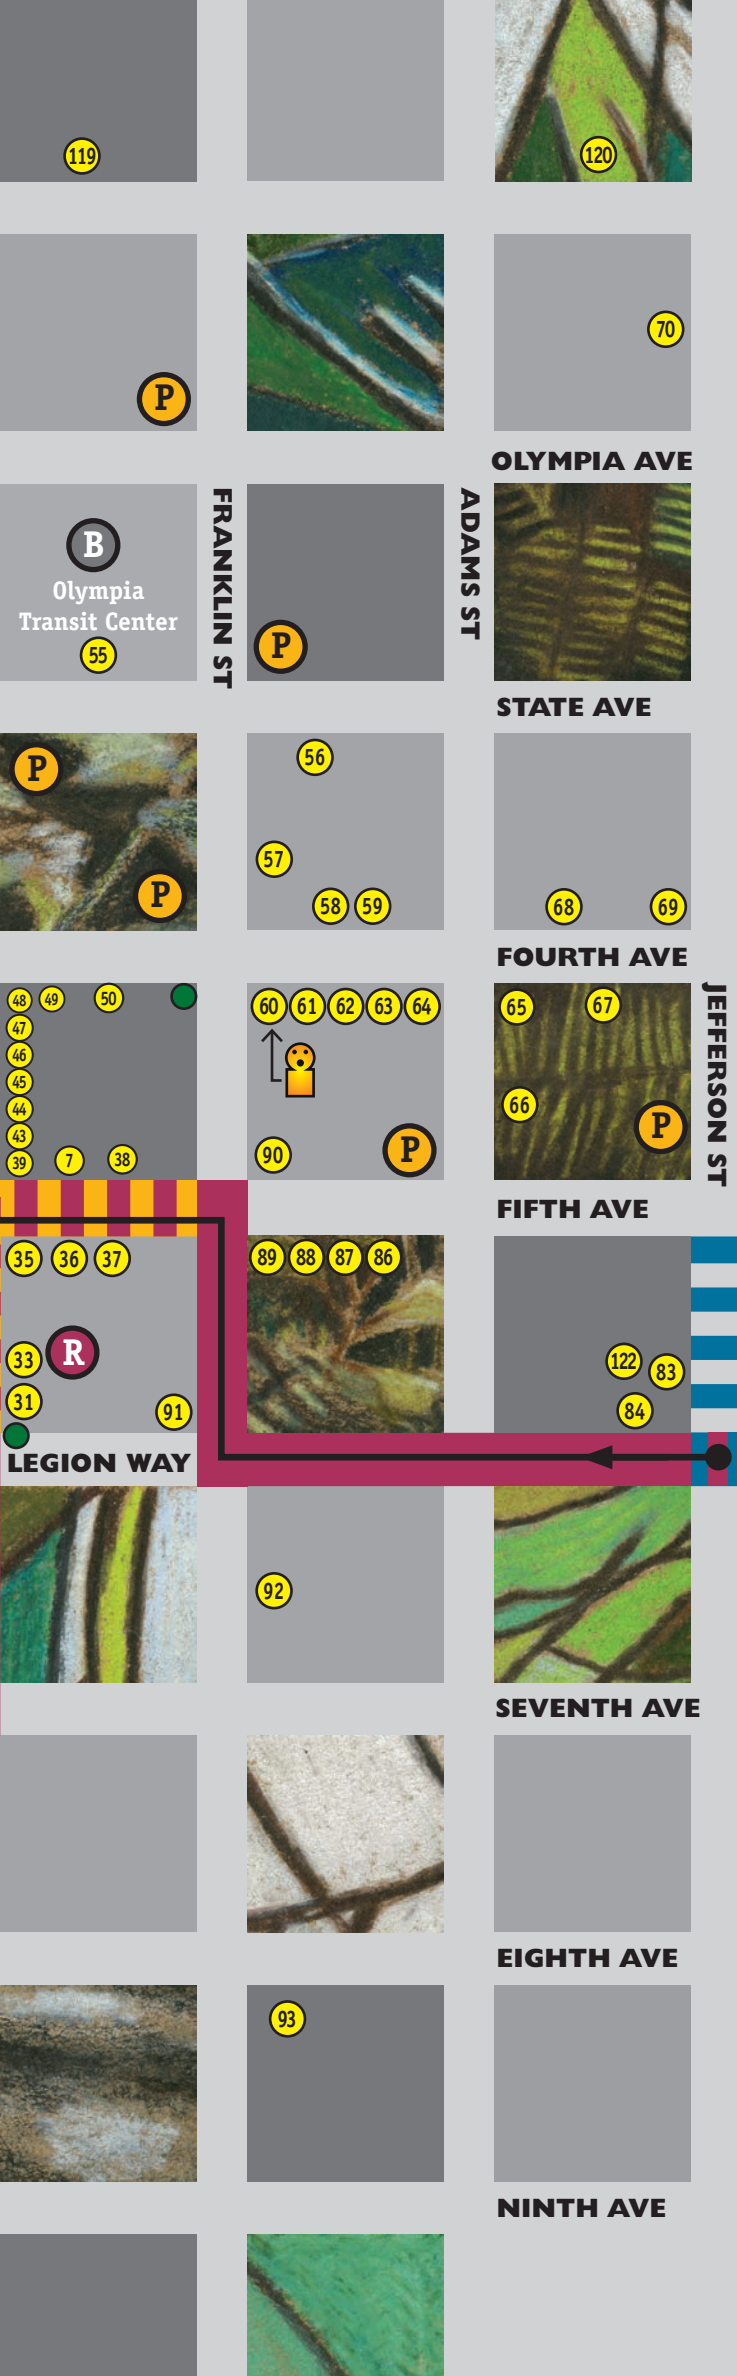 119
120
70
P
OLYMPIA AVE
FRANKLIN ST
ADAMS ST
B
Olympia
Transit Center
55
P
STATE AVE
P
56
57
P
58 59
68 69
FOURTH AVE
JEFFERSON ST
48 49 50
47
46
45
44
43
39 7 38
60 61 62 63 64
90 P
65 67
66
P
FIFTH AVE
35 36 37
33 R
31 91
89 88 87 86
122 83
84
LEGION WAY
92
SEVENTH AVE
EIGHTH AVE
93
NINTH AVE